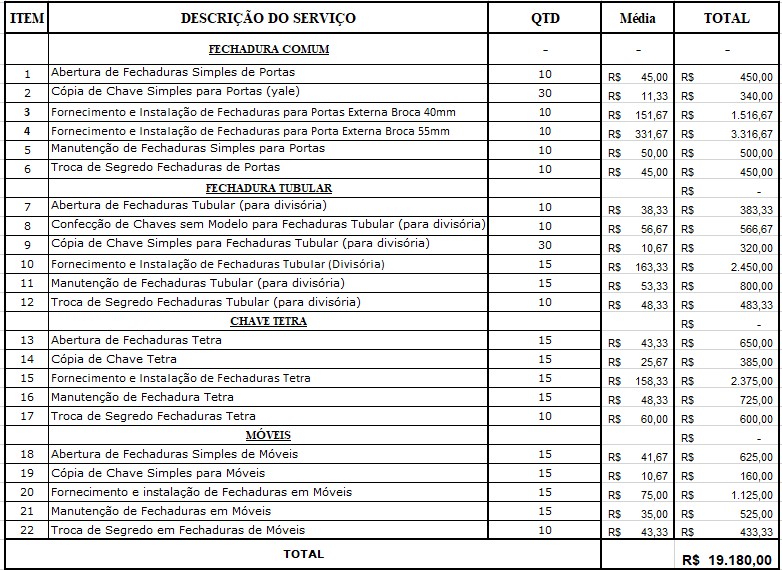 ITEM DESCRIÇÃO DO SERVIÇO QTD Média TOTAL
FECHADURA COMUM - - -
1 Abertura de Fechaduras Simples de Portas 10 R$ 45,00 R$ 450,00
2 Cópia de Chave Simples para Portas (yale) 30 R$ 11,33 R$ 340,00
3 Fornecimento e Instalação de Fechaduras para Portas Externa Broca 40mm 10 R$ 151,67 R$ 1.516,67
4 Fornecimento e Instalação de Fechaduras para Porta Externa Broca 55mm 10 R$ 331,67 R$ 3.316,67
5 Manutenção de Fechaduras Simples para Portas 10 R$ 50,00 R$ 500,00
6 Troca de Segredo Fechaduras de Portas 10 R$ 45,00 R$ 450,00
FECHADURA TUBULAR R$ -
7 Abertura de Fechaduras Tubular (para divisória) 10 R$ 38,33 R$ 383,33
8 Confecção de Chaves sem Modelo para Fechaduras Tubular (para divisória) 10 R$ 56,67 R$ 566,67
9 Cópia de Chave Simples para Fechaduras Tubular (para divisória) 30 R$ 10,67 R$ 320,00
10 Fornecimento e Instalação de Fechaduras Tubular (Divisória) 15 R$ 163,33 R$ 2.450,00
11 Manutenção de Fechaduras Tubular (para divisória) 15 R$ 53,33 R$ 800,00
12 Troca de Segredo Fechaduras Tubular (para divisória) 10 R$ 48,33 R$ 483,33
CHAVE TETRA R$ -
13 Abertura de Fechaduras Tetra 15 R$ 43,33 R$ 650,00
14 Cópia de Chave Tetra 15 R$ 25,67 R$ 385,00
15 Fornecimento e Instalação de Fechaduras Tetra 15 R$ 158,33 R$ 2.375,00
16 Manutenção de Fechadura Tetra 15 R$ 48,33 R$ 725,00
17 Troca de Segredo Fechaduras Tetra 10 R$ 60,00 R$ 600,00
MÓVEIS R$ -
18 Abertura de Fechaduras Simples de Móveis 15 R$ 41,67 R$ 625,00
19 Cópia de Chave Simples para Móveis 15 R$ 10,67 R$ 160,00
20 Fornecimento e instalação de Fechaduras em Móveis 15 R$ 75,00 R$ 1.125,00
21 Manutenção de Fechaduras em Móveis 15 R$ 35,00 R$ 525,00
22 Troca de Segredo em Fechaduras de Móveis 10 R$ 43,33 R$ 433,33
TOTAL R$ 19.180,00